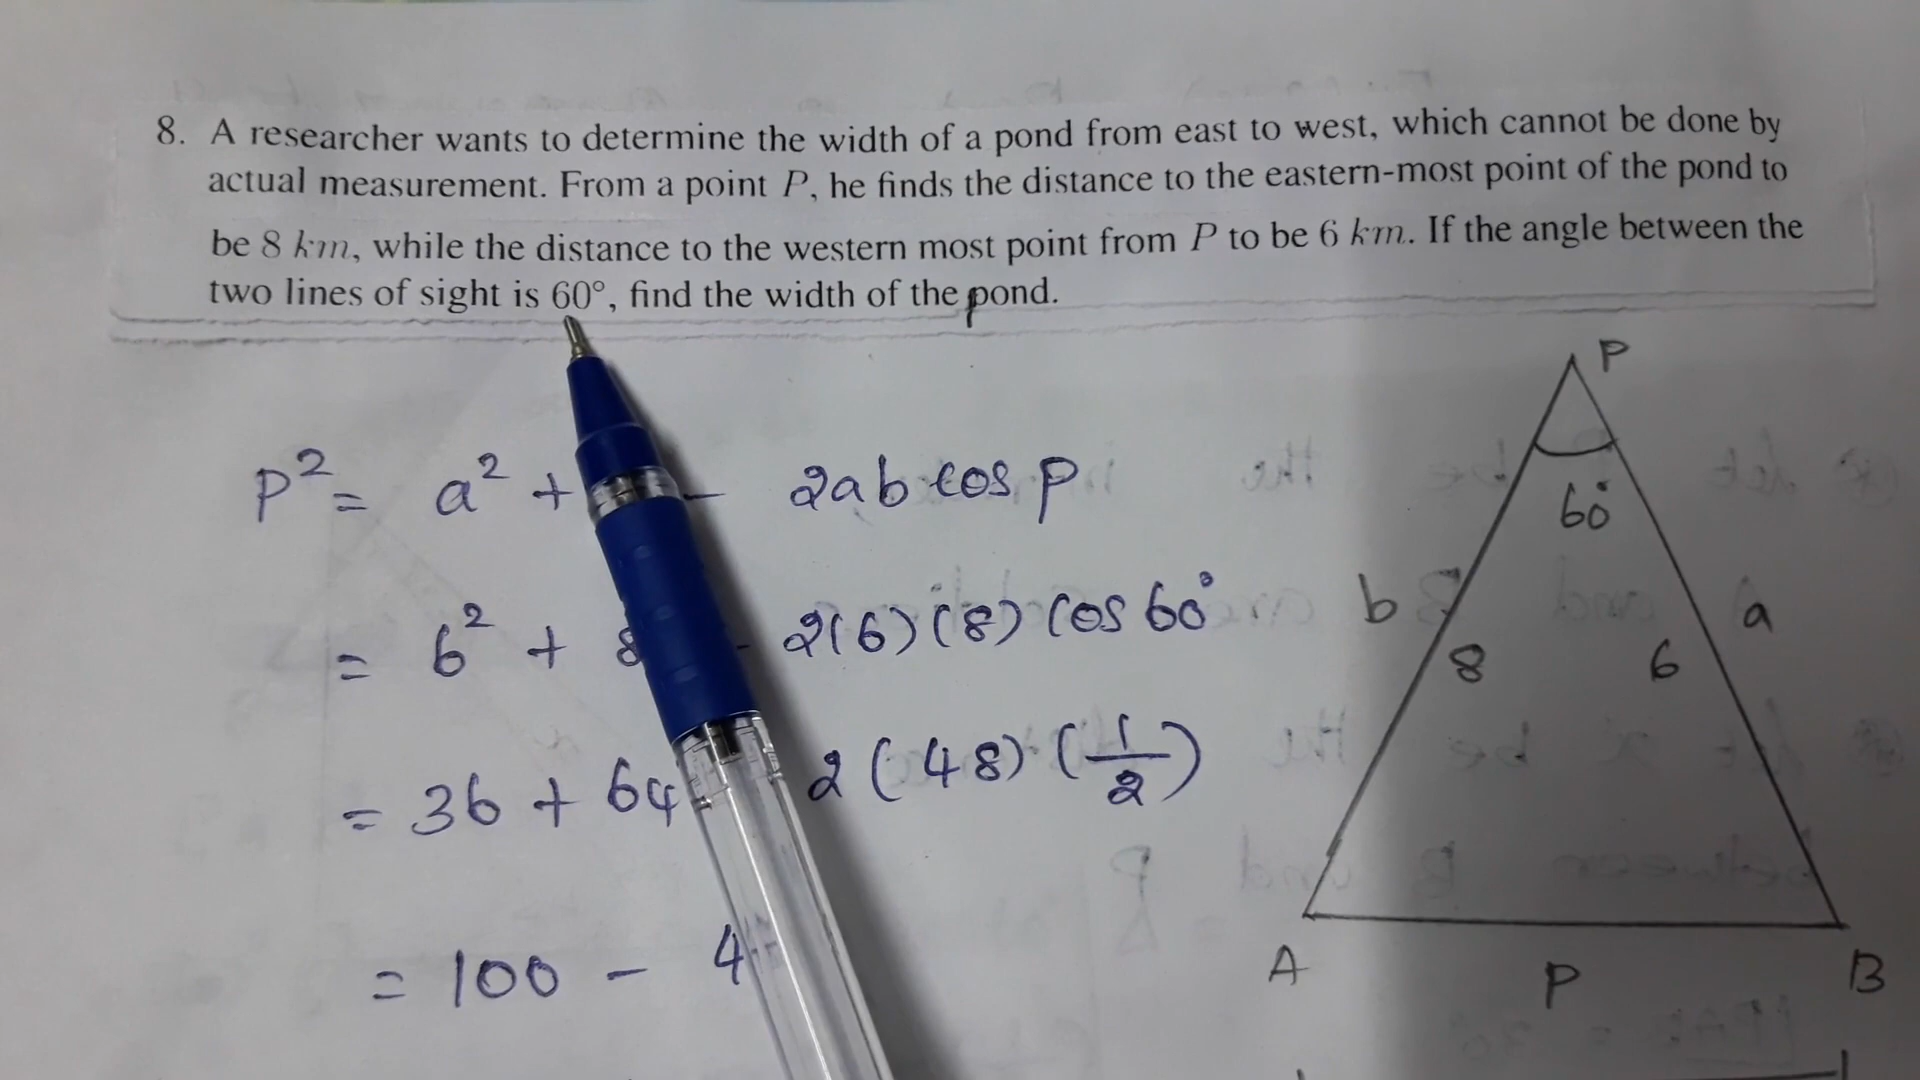 8. A researcher wants to determine the width of a pond from east to west, which cannot be done by
actual measurement. From a point P, he finds the distance to the eastern-most point of the pond to
be 8 km, while the distance to the western most point from P to be 6 km. If the angle between the
two lines of sight is 60°, find the width of the pond.
P² = a² + - 2ab cos p
= 6² + 8 - 2(6)(8) cos 60°
= 36 + 64 2(48)(1/2)
= 100 - 4
P
60°
b
8
6
a
A
P
B